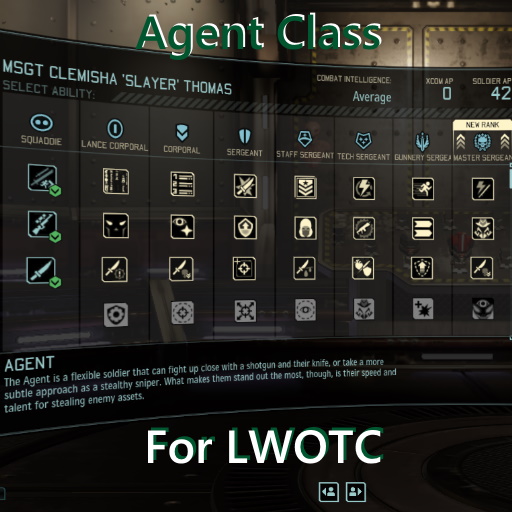 Agent Class
MSGT CLEMISHA 'SLAYER' THOMAS
SELECT ABILITY:
COMBAT INTELLIGENCE:
Average
XCOM AP
0
SOLDIER AP
42
NEW RANK
SQUADDIE
LANCE CORPORAL
CORPORAL
SERGEANT
STAFF SERGEANT
TECH SERGEANT
GUNNERY SERGEA
MASTER SERGEAN
AGENT
The Agent is a flexible soldier that can fight up close with a shotgun and their knife, or take a more
subtle approach as a stealthy sniper. What makes them stand out the most, though, is their speed and
talent for stealing enemy assets.
For LWOTC